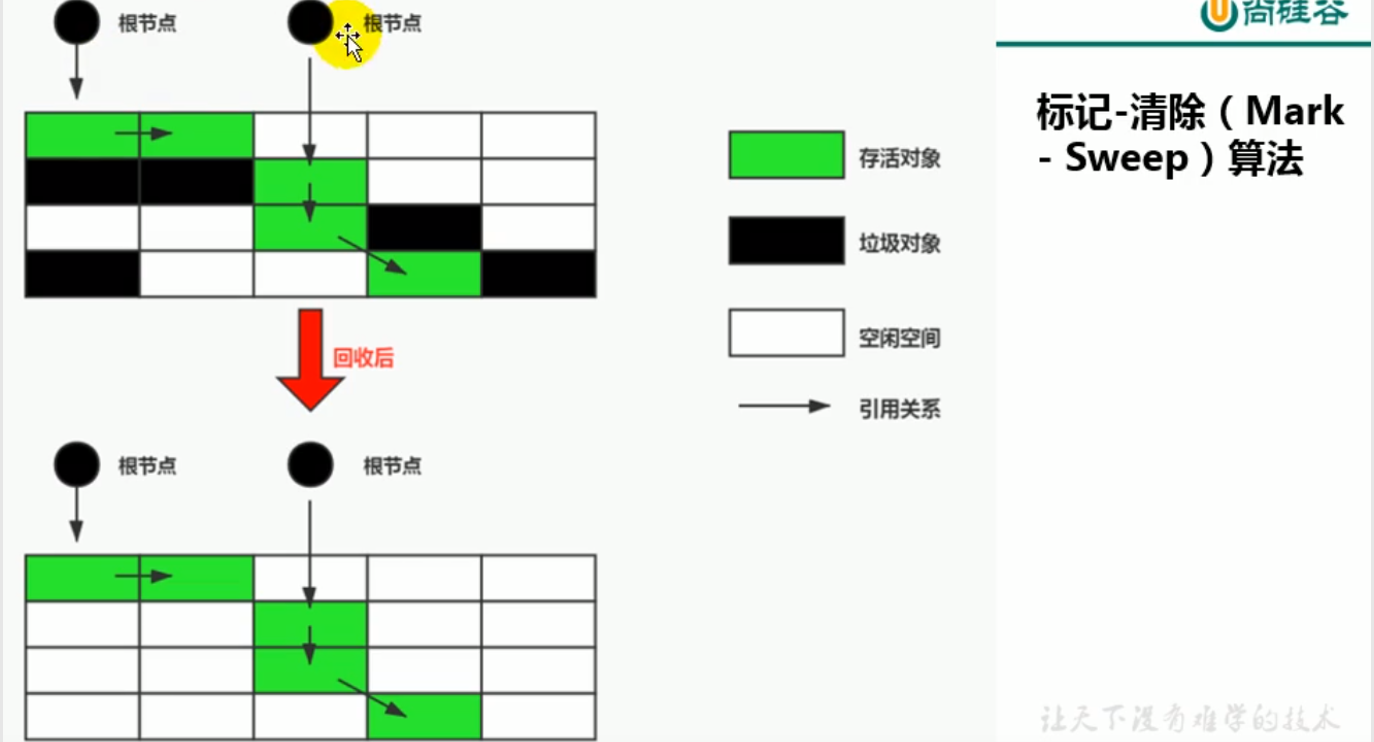 根节点
根节点
尚硅谷
标记-清除（Mark
- Sweep）算法
存活对象
垃圾对象
空闲空间
引用关系
回收后
根节点
根节点
让天下没有难学的技术